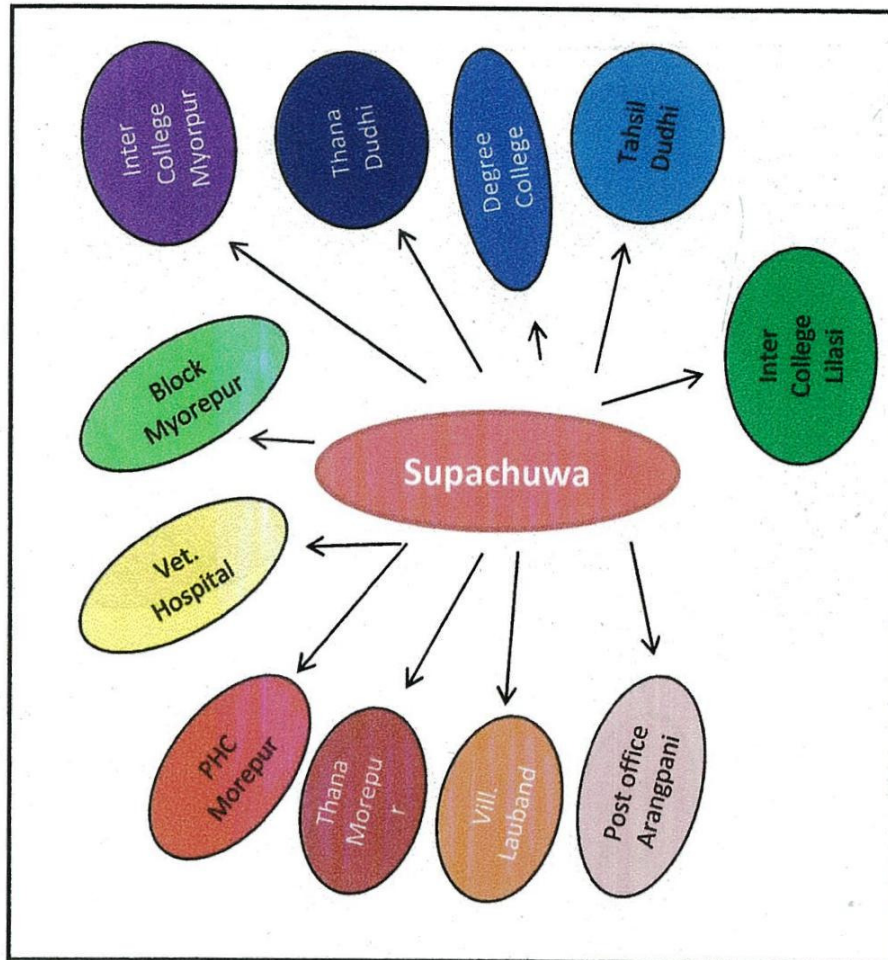 Inter
College
Myorpur
Thana
Dudhi
Degree
College
Tahsil
Dudhi
Inter
College
Lilasi
Block
Myorepur
Supachuwa
Vet.
Hospital
PHC
Morepur
Thana
Morepu
r
Vill.
Lauband
Post office
Arangpani